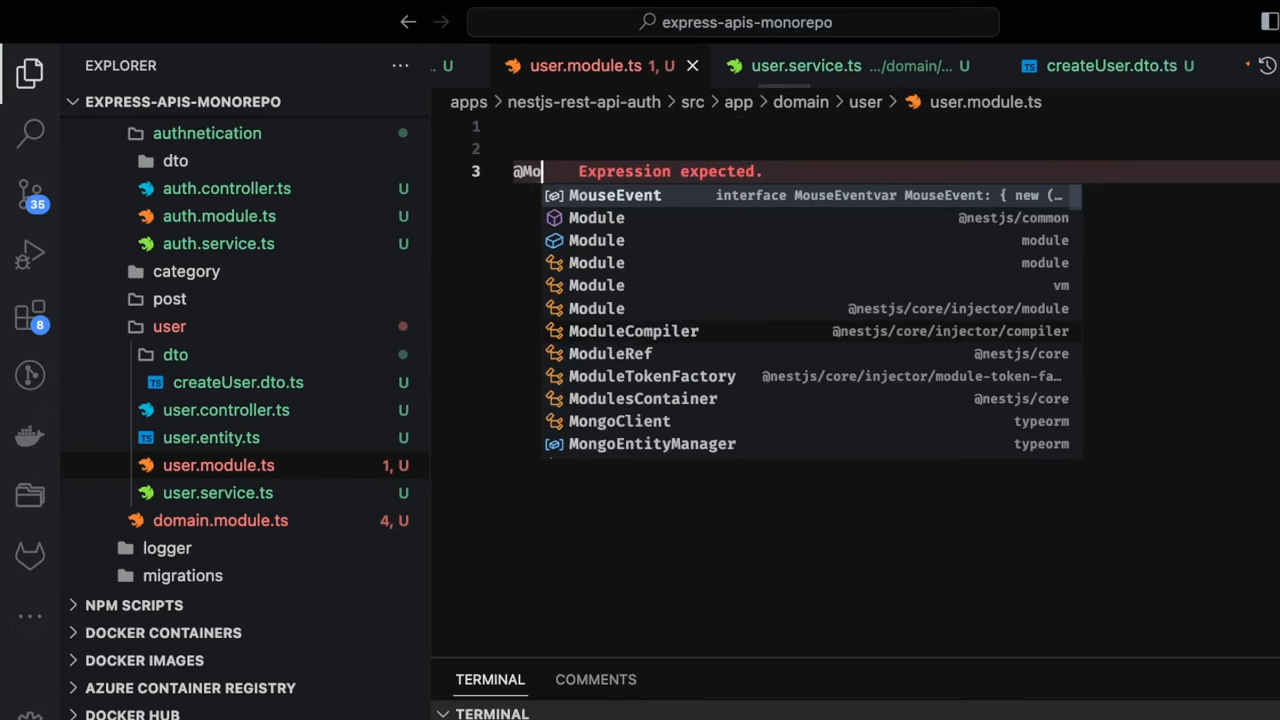 express-apis-monorepo
EXPLORER
EXPRESS-APIS-MONOREPO
authnetication
dto
auth.controller.ts U
auth.module.ts U
auth.service.ts U
category
post
user
dto
createUser.dto.ts U
user.controller.ts U
user.entity.ts U
user.module.ts 1, U
user.service.ts U
domain.module.ts 4, U
logger
migrations
NPM SCRIPTS
DOCKER CONTAINERS
DOCKER IMAGES
AZURE CONTAINER REGISTRY
DOCKER HUB
35
8
.. U
user.module.ts 1, U
user.service.ts .../domain/... U
TS createUser.dto.ts U
apps > nestjs-rest-api-auth > src > app > domain > user > user.module.ts
1
2
3 @Mo Expression expected.
MouseEvent interface MouseEventvar MouseEvent: { new (…
Module @nestjs/common
Module module
Module module
Module vm
Module @nestjs/core/injector/module
ModuleCompiler @nestjs/core/injector/compiler
ModuleRef @nestjs/core
ModuleTokenFactory @nestjs/core/injector/module-token-fa…
ModulesContainer @nestjs/core
MongoClient typeorm
MongoEntityManager typeorm
TERMINAL COMMENTS
TERMINAL